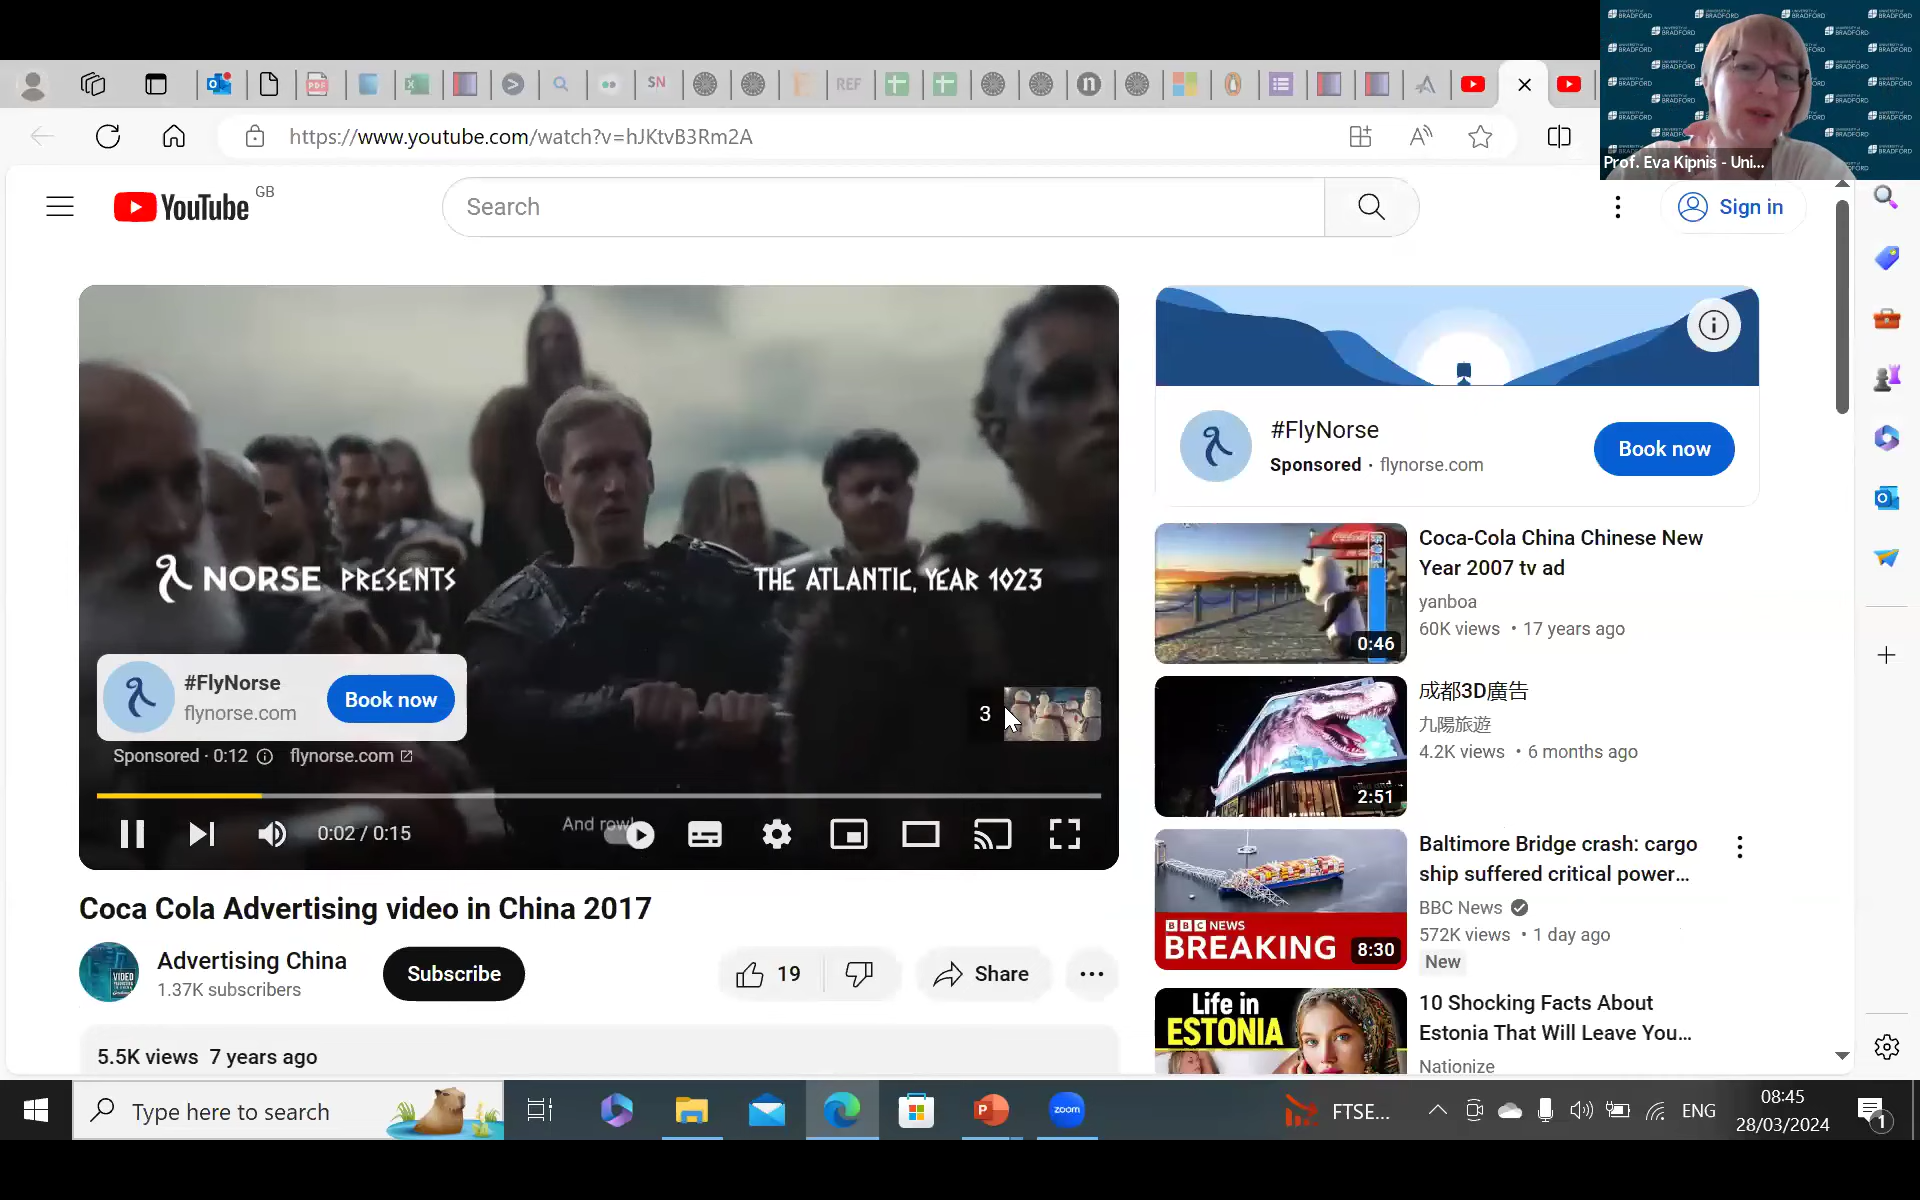 SN
REF
https://www.youtube.com/watch?v=hJKtvB3Rm2A
Prof. Eva Kipnis - Uni...
YouTube GB
Search
Sign in
NORSE PRESENTS
THE ATLANTIC, YEAR 1023
#FlyNorse
flynorse.com
Book now
3
Sponsored · 0:12
flynorse.com
0:02 / 0:15
And row!
Coca Cola Advertising video in China 2017
Advertising China
1.37K subscribers
Subscribe
19
Share
5.5K views 7 years ago
#FlyNorse
Sponsored · flynorse.com
Book now
Coca-Cola China Chinese New
Year 2007 tv ad
yanboa
60K views • 17 years ago
0:46
成都3D廣告
九陽旅遊
4.2K views • 6 months ago
2:51
Baltimore Bridge crash: cargo
ship suffered critical power...
BBC News
572K views • 1 day ago
New
BBC NEWS
BREAKING
8:30
10 Shocking Facts About
Estonia That Will Leave You...
Nationize
Life in
ESTONIA
Type here to search
zoom
FTSE...
ENG
08:45
28/03/2024
1